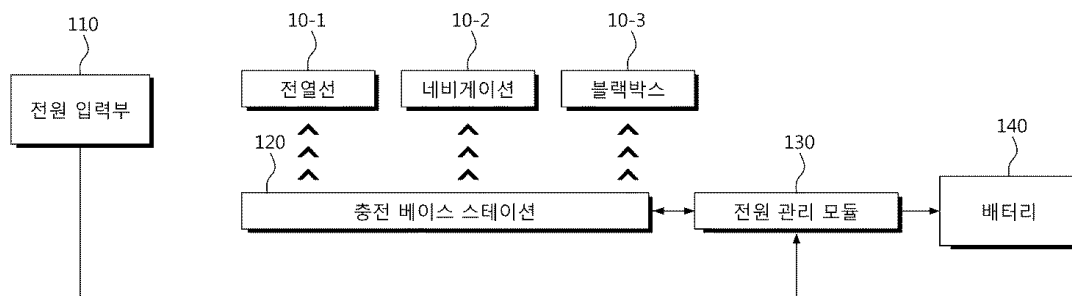 110
10-1
10-2
10-3
전원 입력부
전열선
네비게이션
블랙박스
120
130
140
충전 베이스 스테이션
전원 관리 모듈
배터리